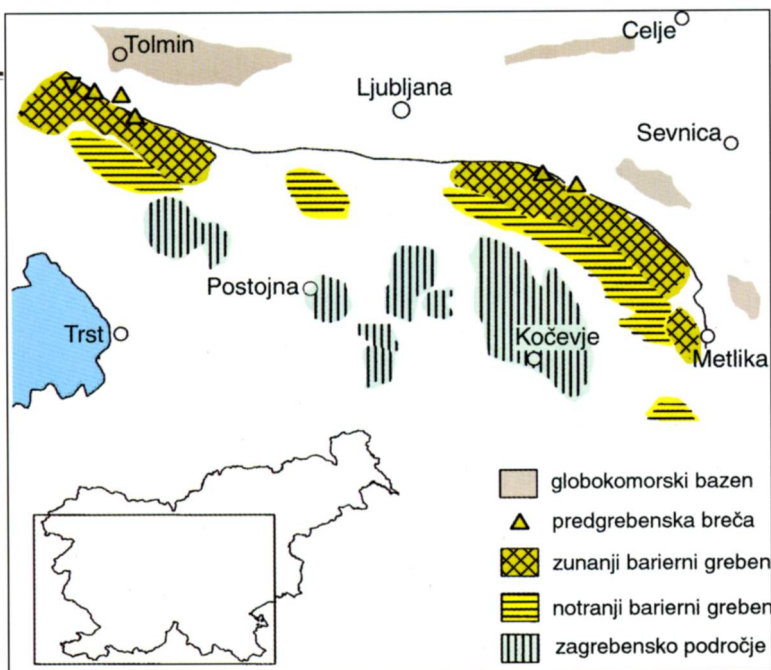 Tolmin
Celje
Ljubljana
Sevnica
Postojna
Trst
Kočevje
Metlika
globokomorski bazen
predgrebenska breča
zunanji barierni greben
notranji barierni greben
zagrebensko področje